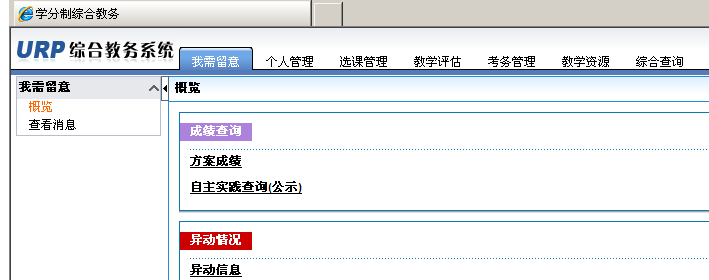 学分制综合教务
URP 综合教务系统
我需留意 个人管理 选课管理 教学评估 考务管理 教学资源 综合查询
我需留意
概览
查看消息
概览
成绩查询
方案成绩
自主实践查询(公示)
异动情况
异动信息